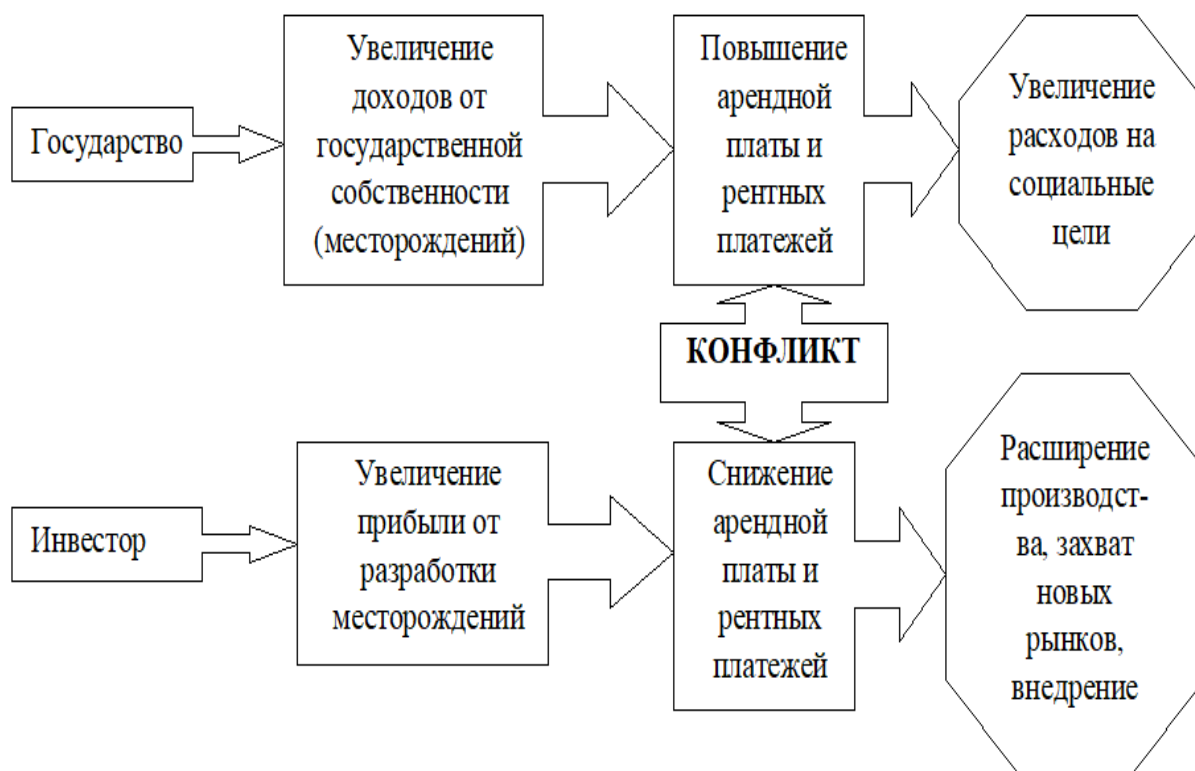 Государство
Увеличение
доходов от
государственной
собственности
(месторождений)
Повышение
арендной
платы и
рентных
платежей
Увеличение
расходов на
социальные
цели
КОНФЛИКТ
Инвестор
Увеличение
прибыли от
разработки
месторождений
Снижение
арендной
платы и
рентных
платежей
Расширение
производст-
ва, захват
новых
рынков,
внедрение